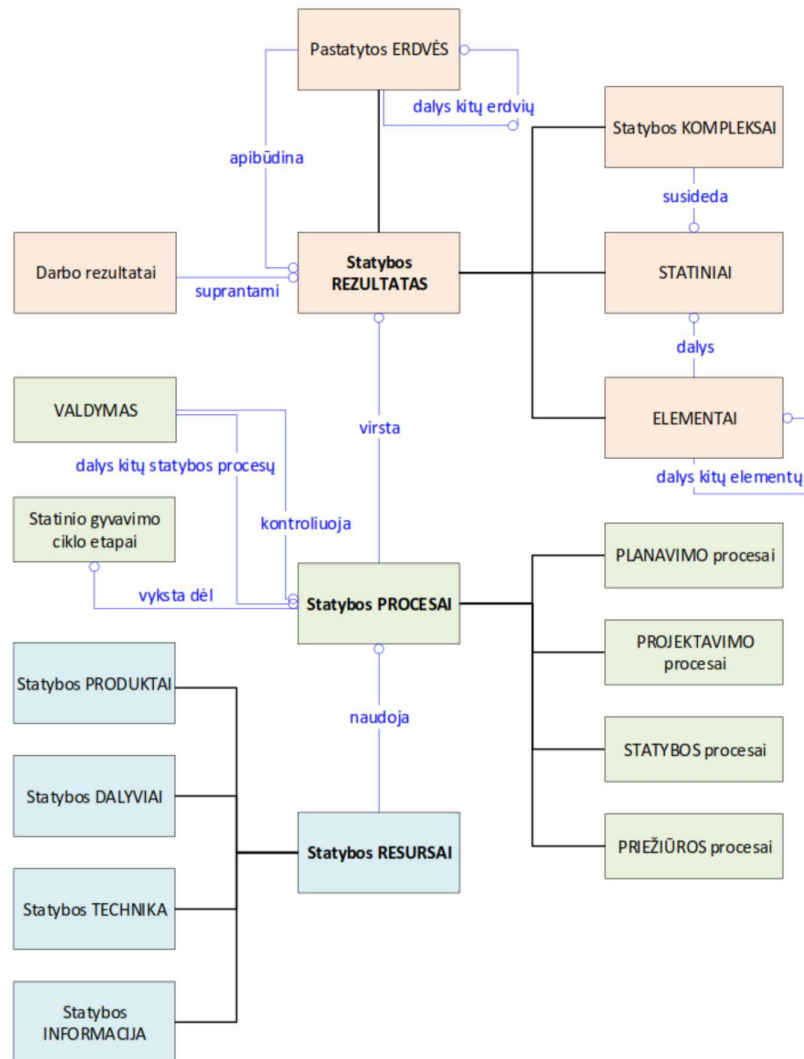 Pastatytos ERDVĖS
dalys kitų erdvių
Statybos KOMPLEKSAI
apibūdina
susideda
Darbo rezultatai
suprantami
Statybos
REZULTATAS
STATINIAI
dalys
VALDYMAS
virsta
ELEMENTAI
dalys kitų statybos procesų
dalys kitų elementų
Statinio gyvavimo
ciklo etapai
kontroliuoja
vyksta dėl
Statybos PROCESAI
PLANAVIMO procesai
PROJEKTAVIMO
procesai
STATYBOS procesai
PRIEŽIŪROS procesai
naudoja
Statybos PRODUKTAI
Statybos DALYVIAI
Statybos RESURSAI
Statybos TECHNIKA
Statybos
INFORMACIJA